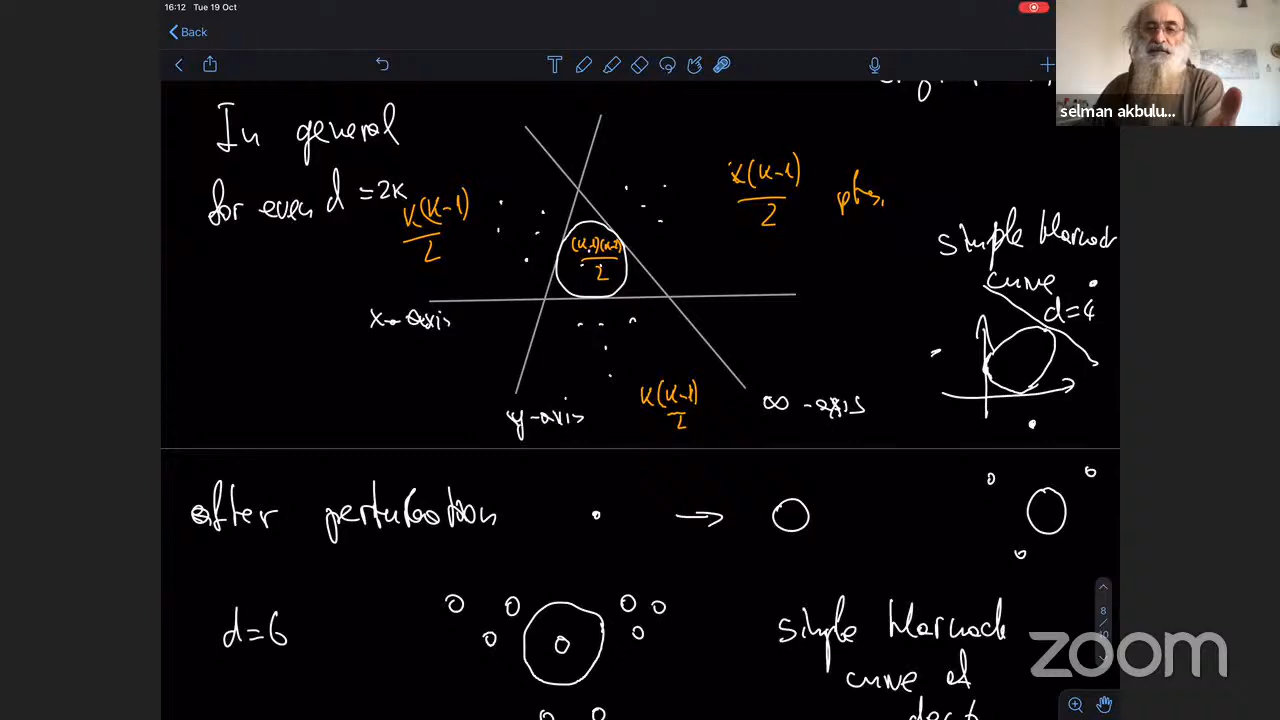 16:12 Tue 19 Oct
Back
selman akbulu...
In general
for even d = 2k
k(k-1)/2
k(k-1)/2 pts,
(k-1)(k-2)/2
x-axis
k(k-1)/2
y-axis
∞-axis
simple Harnack
curve
d=4
after perturbation
→
d=6
simple Harnack
curve of
8
10
zoom